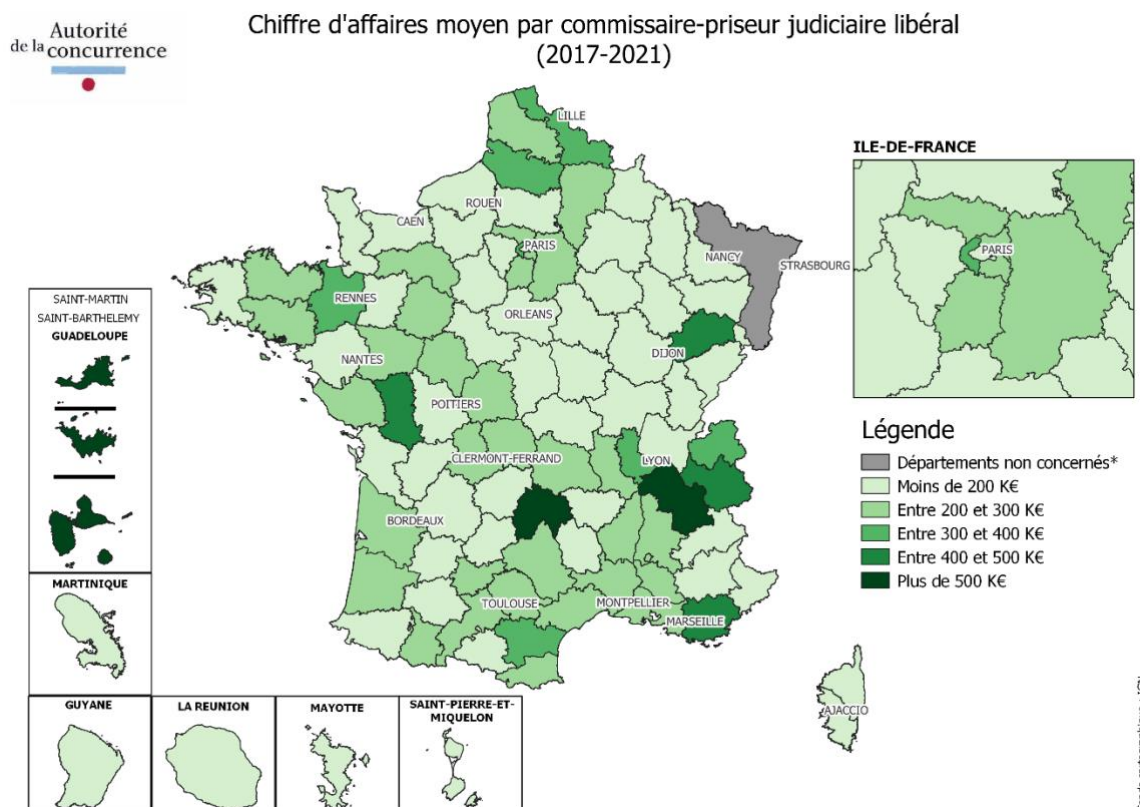 Autorité
de la concurrence
Chiffre d'affaires moyen par commissaire-priseur judiciaire libéral
(2017-2021)
LILLE
ROUEN
CAEN
PARIS
NANCY
STRASBOURG
RENNES
ORLEANS
NANTES
DIJON
POITIERS
CLERMONT-FERRAND
LYON
BORDEAUX
TOULOUSE
MONTPELLIER
MARSEILLE
AJACCIO
ILE-DE-FRANCE
PARIS
Légende
Départements non concernés*
Moins de 200 K€
Entre 200 et 300 K€
Entre 300 et 400 K€
Entre 400 et 500 K€
Plus de 500 K€
SAINT-MARTIN
SAINT-BARTHELEMY
GUADELOUPE
MARTINIQUE
GUYANE
LA REUNION
MAYOTTE
SAINT-PIERRE-ET-
MIQUELON